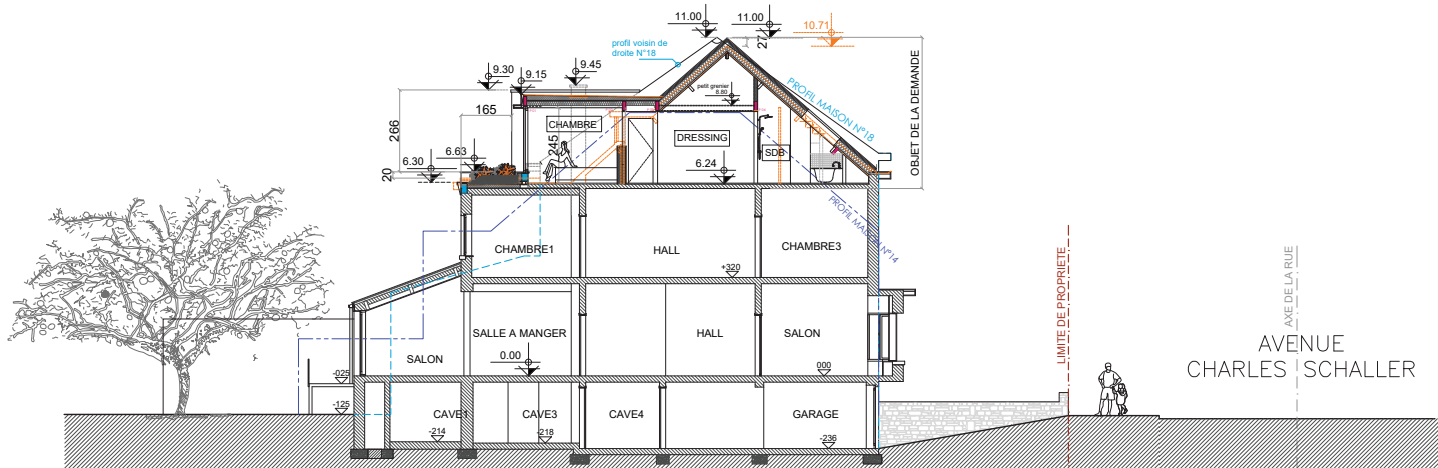 11.00
11.00
10.71
27
profil voisin de
droite N°18
9.45
9.30
9.15
OBJET DE LA DEMANDE
PROFIL MAISON N°18
petit grenier
8.80
165
266
CHAMBRE
245
DRESSING
SDB
6.63
6.30
20
6.24
PROFIL MAISON N°14
CHAMBRE1
HALL
CHAMBRE3
+320
LIMITE DE PROPRIETE
AXE DE LA RUE
SALLE A MANGER
HALL
SALON
SALON
0.00
000
AVENUE
CHARLES SCHALLER
-025
-125
CAVE1
CAVE3
CAVE4
GARAGE
-214
-218
-236